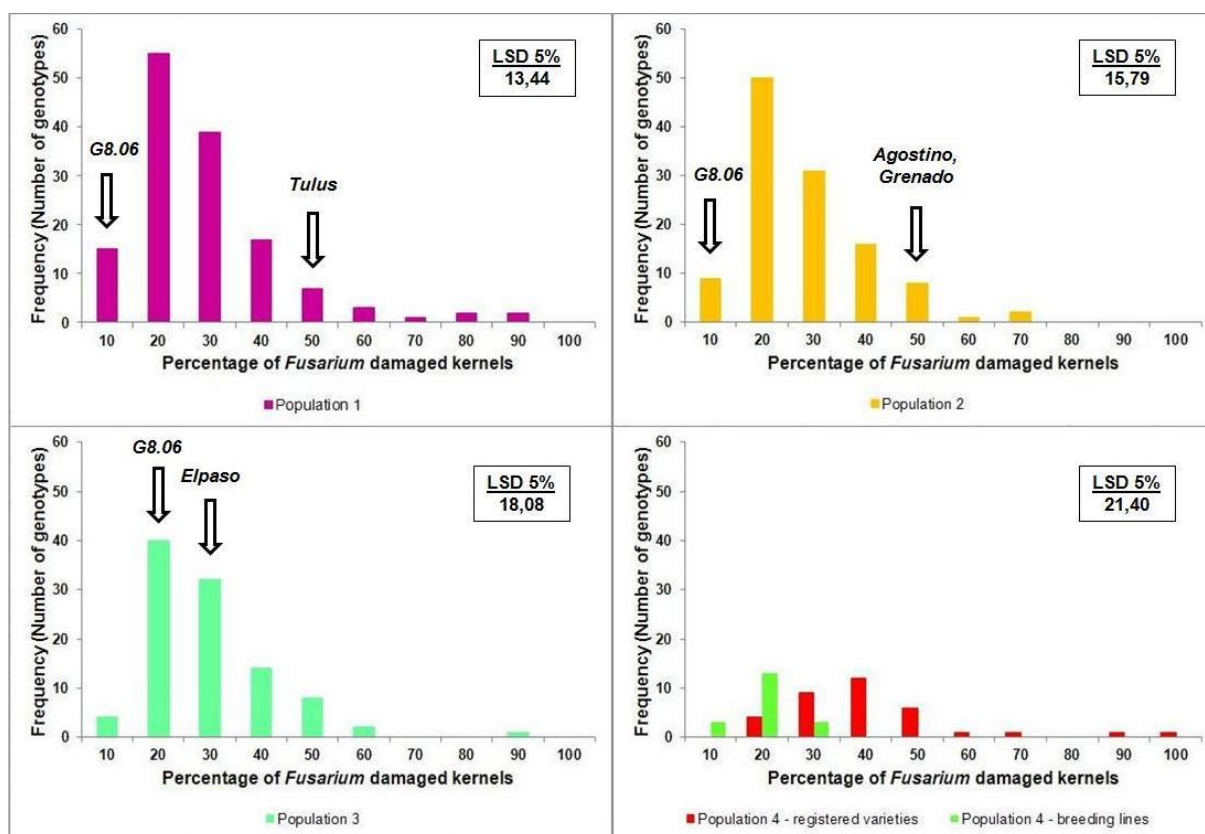 Frequency (Number of genotypes)
60
50
40
30
20
10
0
LSD 5%
13,44
G8.06
Tulus
10 20 30 40 50 60 70 80 90 100
Percentage of Fusarium damaged kernels
Population 1
Frequency (Number of genotypes)
60
50
40
30
20
10
0
LSD 5%
15,79
G8.06
Agostino,
Grenado
10 20 30 40 50 60 70 80 90 100
Percentage of Fusarium damaged kernels
Population 2
Frequency (Number of genotypes)
60
50
40
30
20
10
0
G8.06
Elpaso
LSD 5%
18,08
10 20 30 40 50 60 70 80 90 100
Percentage of Fusarium damaged kernels
Population 3
Frequency (Number of genotypes)
60
50
40
30
20
10
0
LSD 5%
21,40
10 20 30 40 50 60 70 80 90 100
Percentage of Fusarium damaged kernels
Population 4 - registered varieties Population 4 - breeding lines